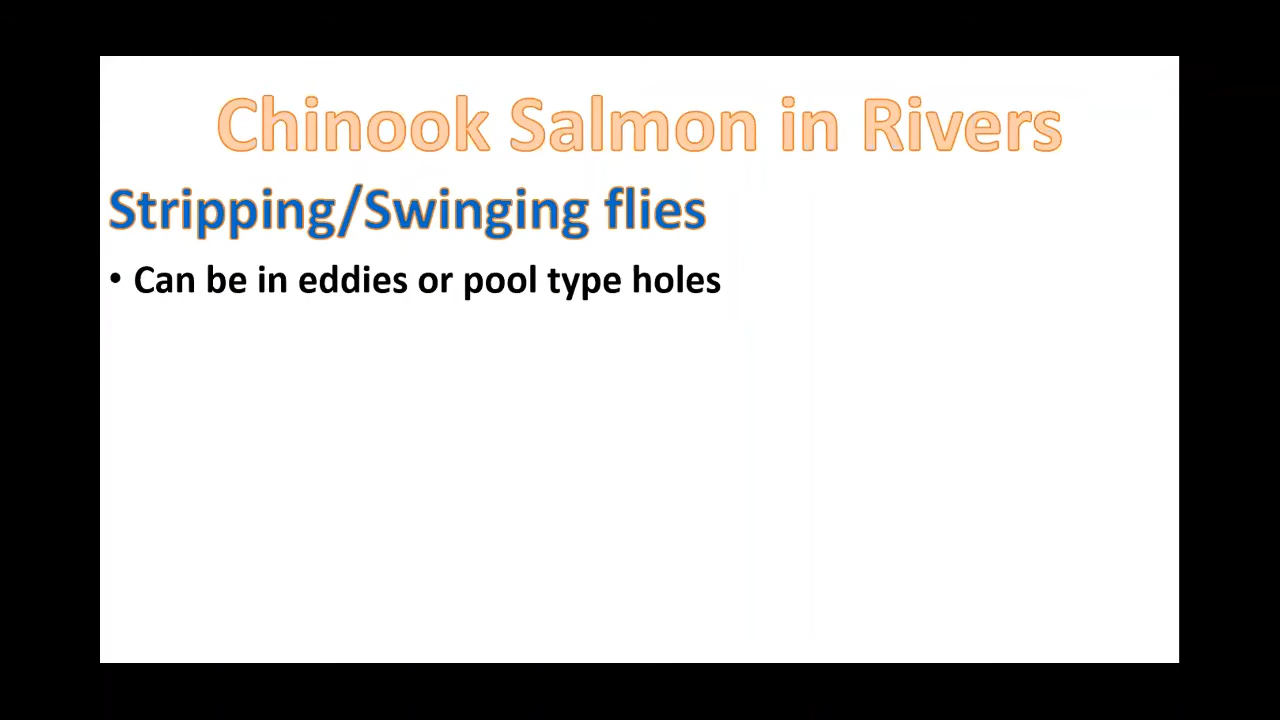 Chinook Salmon in Rivers
Stripping/Swinging flies
• Can be in eddies or pool type holes